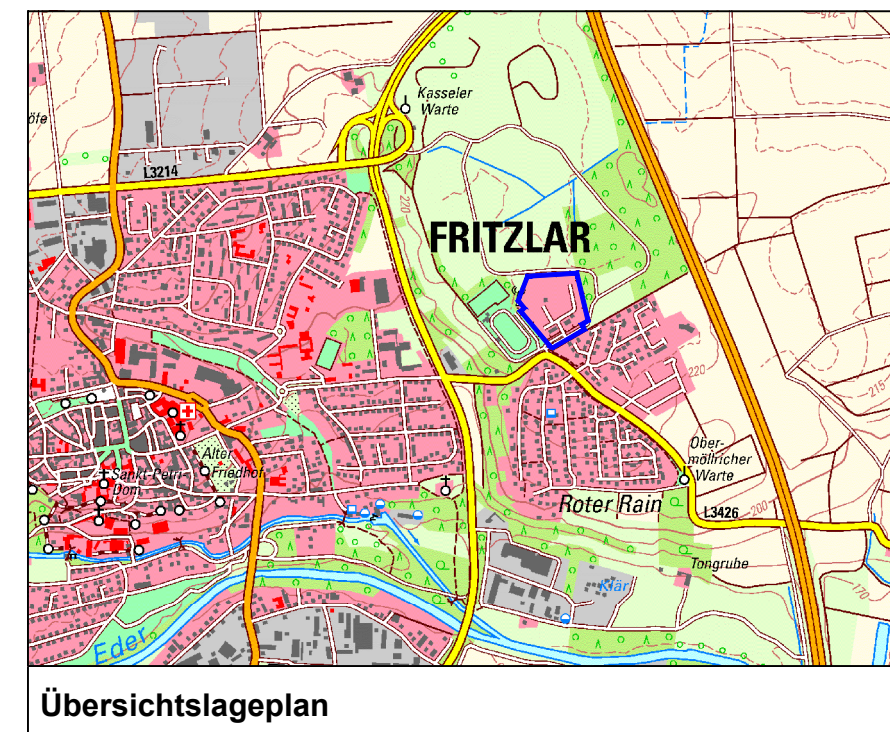 Kasseler
Warte
öfe
L3214
220
FRITZLAR
220
215
Ober-
möllricher
Warte
Alter
Friedhof
Sankt-Petri-
Dom
Roter Rain
200
L3426
Tongrube
Klär
170
Eder
Übersichtslageplan